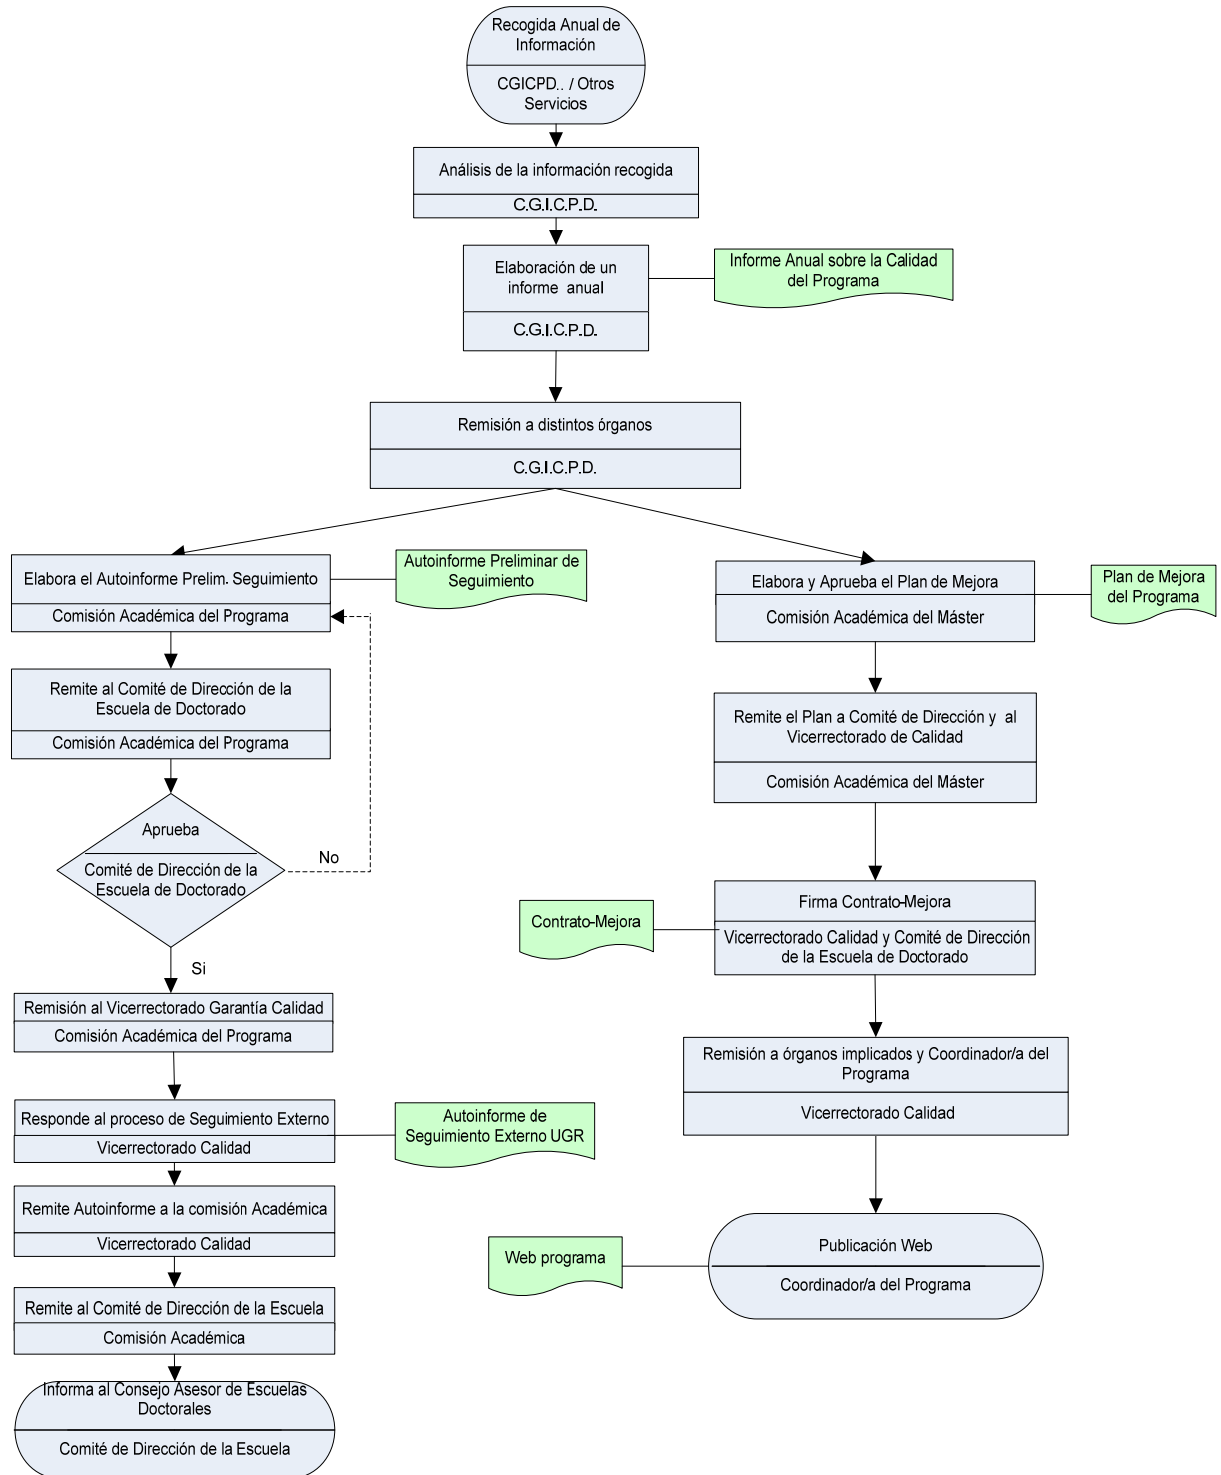 Recogida Anual de
Información
CGICPD.. / Otros
Servicios
Análisis de la información recogida
C.G.I.C.P.D.
Elaboración de un
informe anual
C.G.I.C.P.D.
Informe Anual sobre la Calidad
del Programa
Remisión a distintos órganos
C.G.I.C.P.D.
Elabora el Autoinforme Prelim. Seguimiento
Comisión Académica del Programa
Autoinforme Preliminar de
Seguimiento
Remite al Comité de Dirección de la
Escuela de Doctorado
Comisión Académica del Programa
Aprueba
Comité de Dirección de la
Escuela de Doctorado
No
Si
Remisión al Vicerrectorado Garantía Calidad
Comisión Académica del Programa
Responde al proceso de Seguimiento Externo
Vicerrectorado Calidad
Autoinforme de
Seguimiento Externo UGR
Remite Autoinforme a la comisión Académica
Vicerrectorado Calidad
Remite al Comité de Dirección de la Escuela
Comisión Académica
Informa al Consejo Asesor de Escuelas
Doctorales
Comité de Dirección de la Escuela
Elabora y Aprueba el Plan de Mejora
Comisión Académica del Máster
Plan de Mejora
del Programa
Remite el Plan a Comité de Dirección y al
Vicerrectorado de Calidad
Comisión Académica del Máster
Firma Contrato-Mejora
Vicerrectorado Calidad y Comité de Dirección
de la Escuela de Doctorado
Contrato-Mejora
Remisión a órganos implicados y Coordinador/a del
Programa
Vicerrectorado Calidad
Publicación Web
Coordinador/a del Programa
Web programa